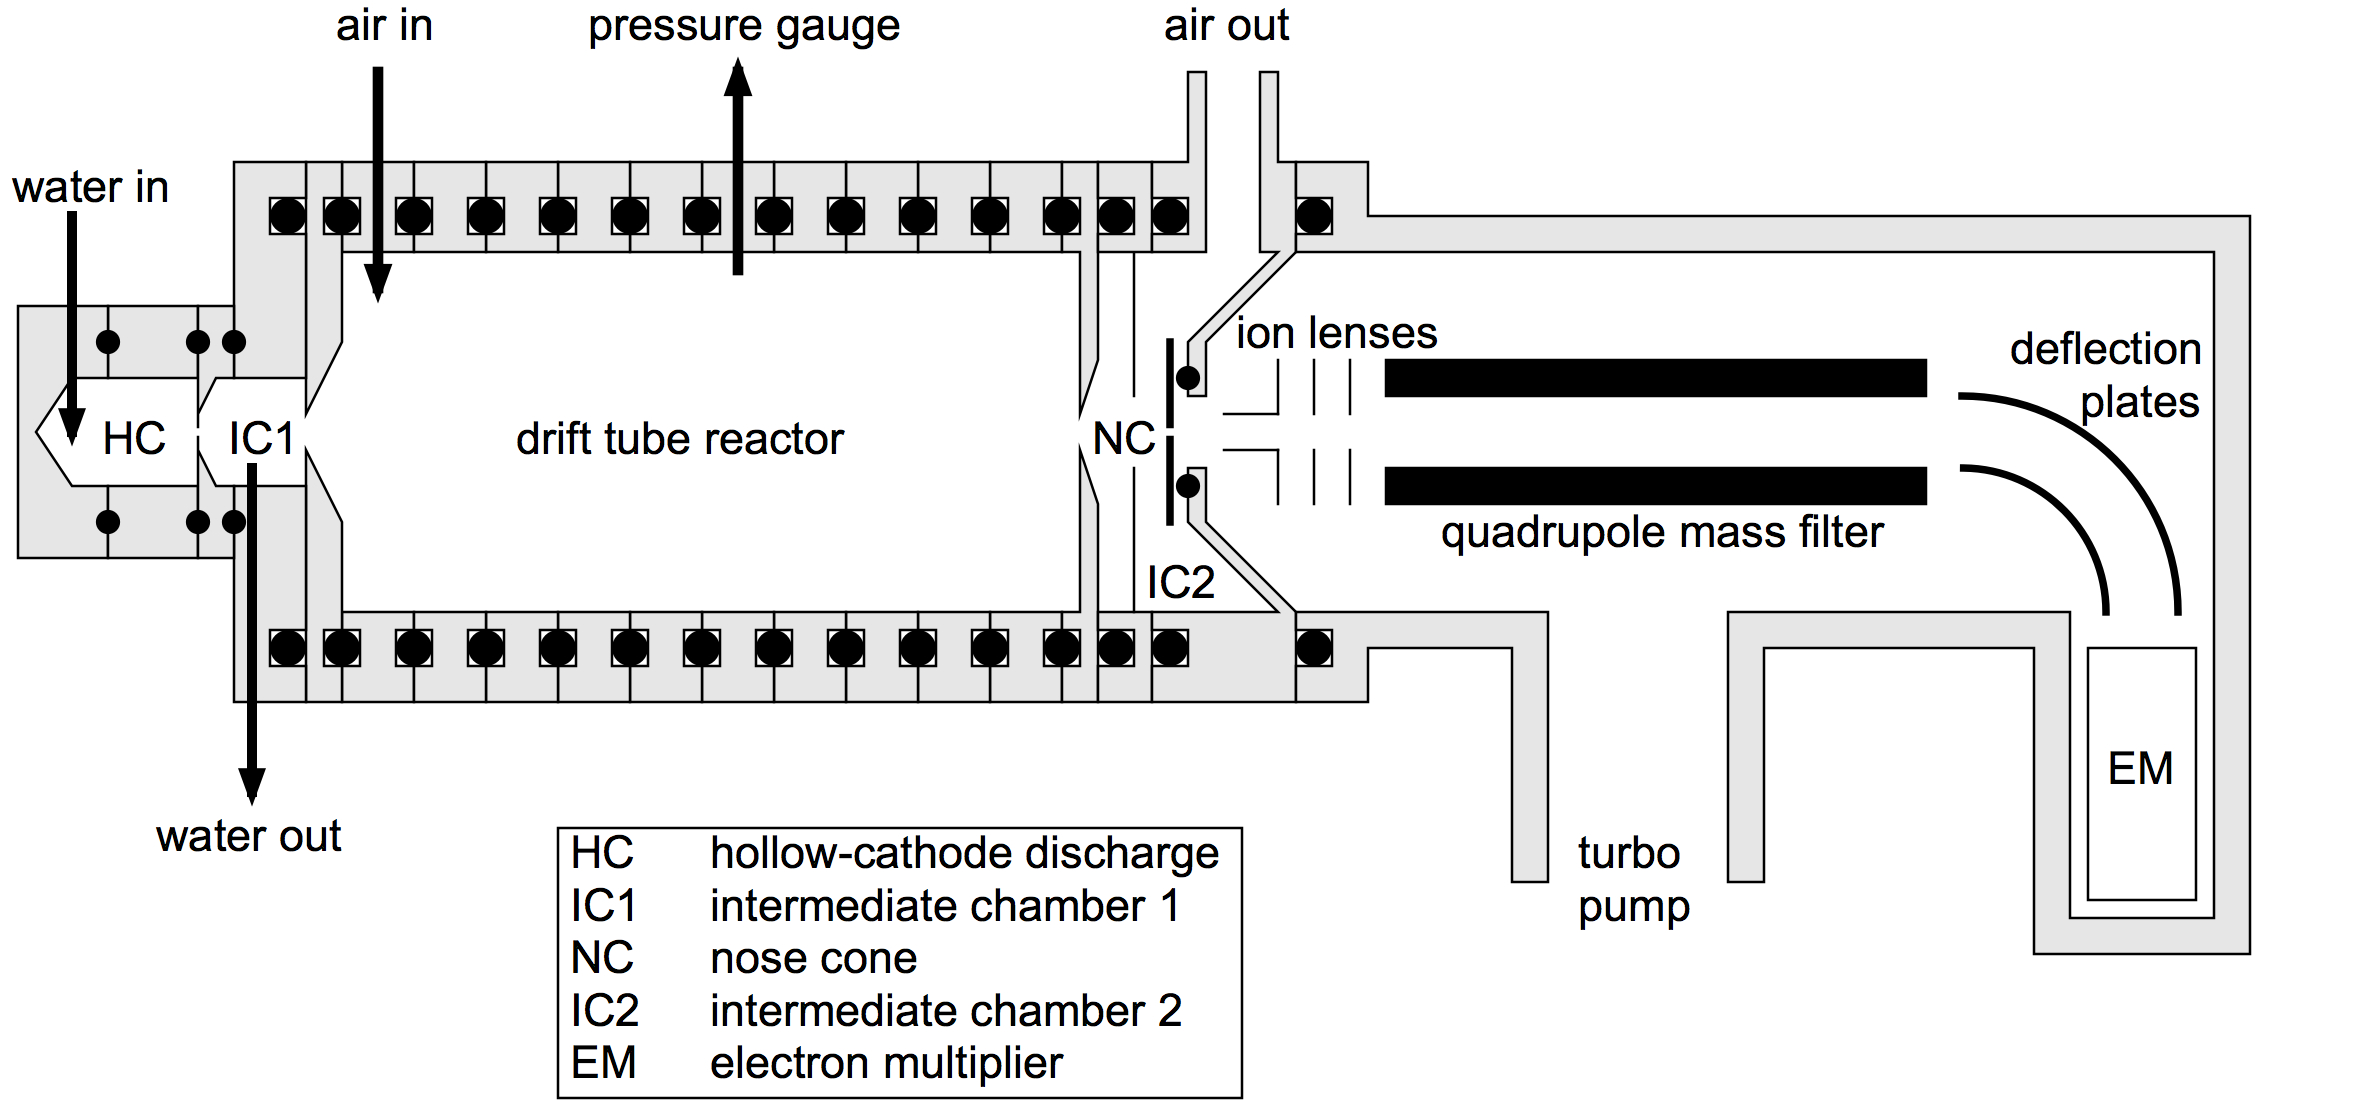 air in
pressure gauge
air out
water in
ion lenses
deflection
plates
HC
IC1
drift tube reactor
NC
quadrupole mass filter
IC2
EM
water out
turbo
pump
HC hollow-cathode discharge
IC1 intermediate chamber 1
NC nose cone
IC2 intermediate chamber 2
EM electron multiplier